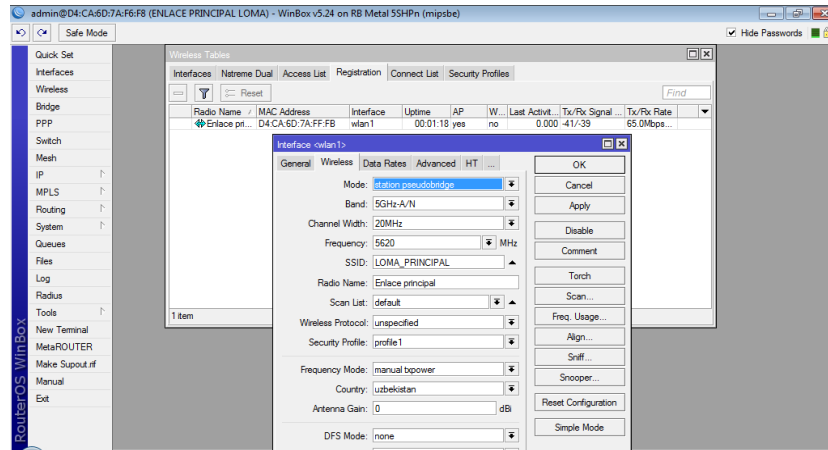 admin@D4:CA:6D:7A:F6:F8 (ENLACE PRINCIPAL LOMA) - WinBox v5.24 on RB Metal 5SHPn (mipsbe)
Safe Mode
Hide Passwords
Quick Set
Interfaces
Wireless
Bridge
PPP
Switch
Mesh
IP
MPLS
Routing
System
Queues
Files
Log
Radius
Tools
New Terminal
MetaROUTER
Make Supout.rif
Manual
Exit
RouterOS WinBox
Wireless Tables
Interfaces Nstreme Dual Access List Registration Connect List Security Profiles
Reset
Find
Radio Name / MAC Address Interface Uptime AP W... Last Activit... Tx/Rx Signal ... Tx/Rx Rate
Enlace pri... D4:CA:6D:7A:FF:FB wlan1 00:01:18 yes no 0.000 -41/-39 65.0Mbps...
1 item
Interface <wlan1>
General Wireless Data Rates Advanced HT ...
Mode: station pseudobridge
Band: 5GHz-A/N
Channel Width: 20MHz
Frequency: 5620 MHz
SSID: LOMA_PRINCIPAL
Radio Name: Enlace principal
Scan List: default
Wireless Protocol: unspecified
Security Profile: profile1
Frequency Mode: manual txpower
Country: uzbekistan
Antenna Gain: 0 dBi
DFS Mode: none
OK
Cancel
Apply
Disable
Comment
Torch
Scan...
Freq. Usage...
Align...
Sniff...
Snooper...
Reset Configuration
Simple Mode